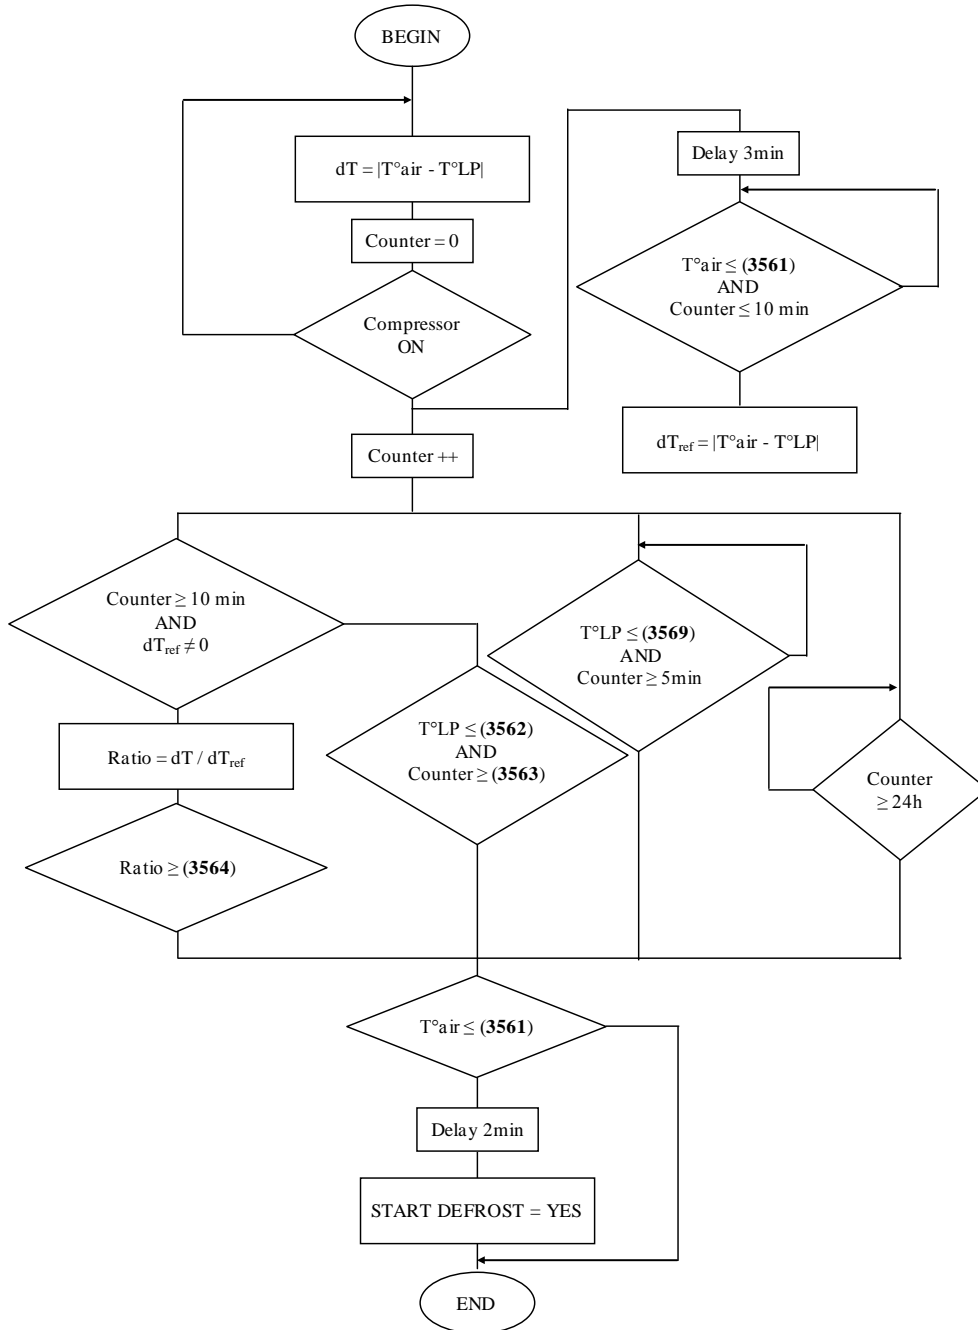 BEGIN
dT = |T°air - T°LP|
Counter = 0
Compressor
ON
Delay 3min
T°air ≤ (3561)
AND
Counter ≤ 10 min
dTref = |T°air - T°LP|
Counter ++
Counter ≥ 10 min
AND
dTref ≠ 0
Ratio = dT / dTref
Ratio ≥ (3564)
T°LP ≤ (3562)
AND
Counter ≥ (3563)
T°LP ≤ (3569)
AND
Counter ≥ 5min
Counter
≥ 24h
T°air ≤ (3561)
Delay 2min
START DEFROST = YES
END